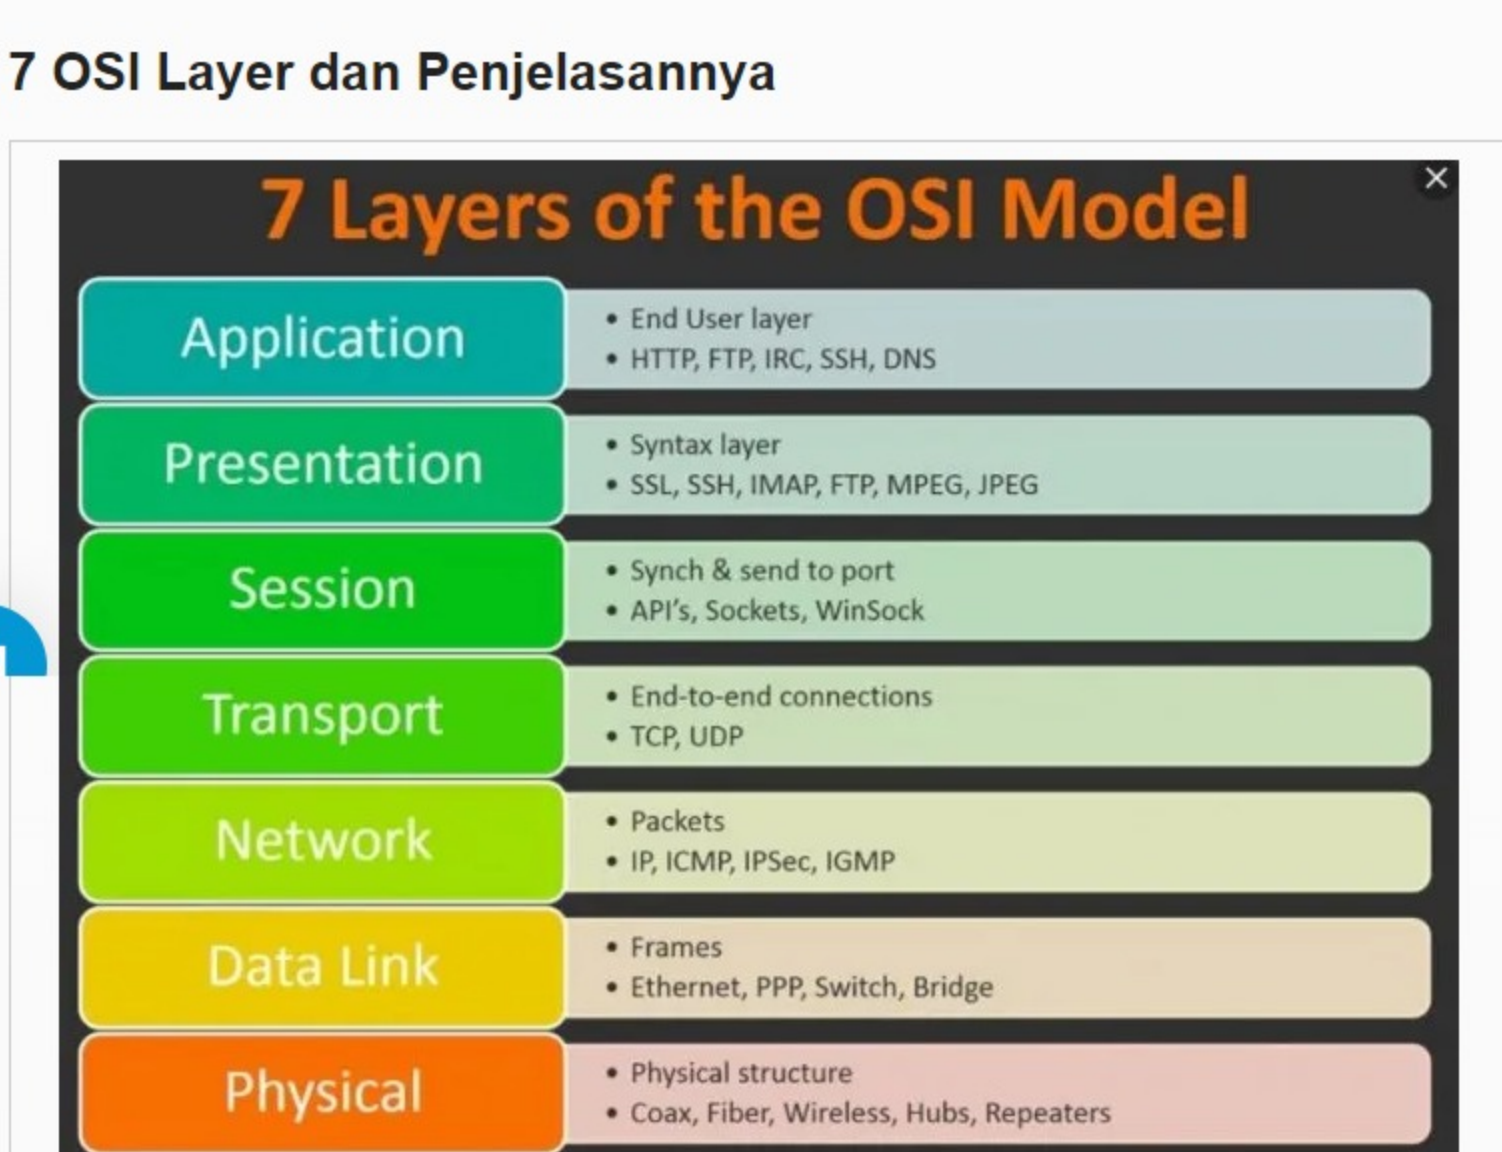 7 OSI Layer dan Penjelasannya
7 Layers of the OSI Model
Application
• End User layer
• HTTP, FTP, IRC, SSH, DNS
Presentation
• Syntax layer
• SSL, SSH, IMAP, FTP, MPEG, JPEG
Session
• Synch & send to port
• API's, Sockets, WinSock
Transport
• End-to-end connections
• TCP, UDP
Network
• Packets
• IP, ICMP, IPSec, IGMP
Data Link
• Frames
• Ethernet, PPP, Switch, Bridge
Physical
• Physical structure
• Coax, Fiber, Wireless, Hubs, Repeaters